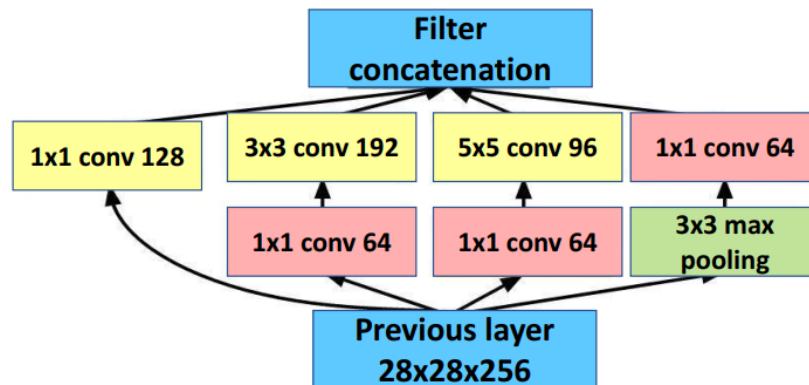 Filter
concatenation
1x1 conv 128
3x3 conv 192
5x5 conv 96
1x1 conv 64
1x1 conv 64
1x1 conv 64
3x3 max
pooling
Previous layer
28x28x256